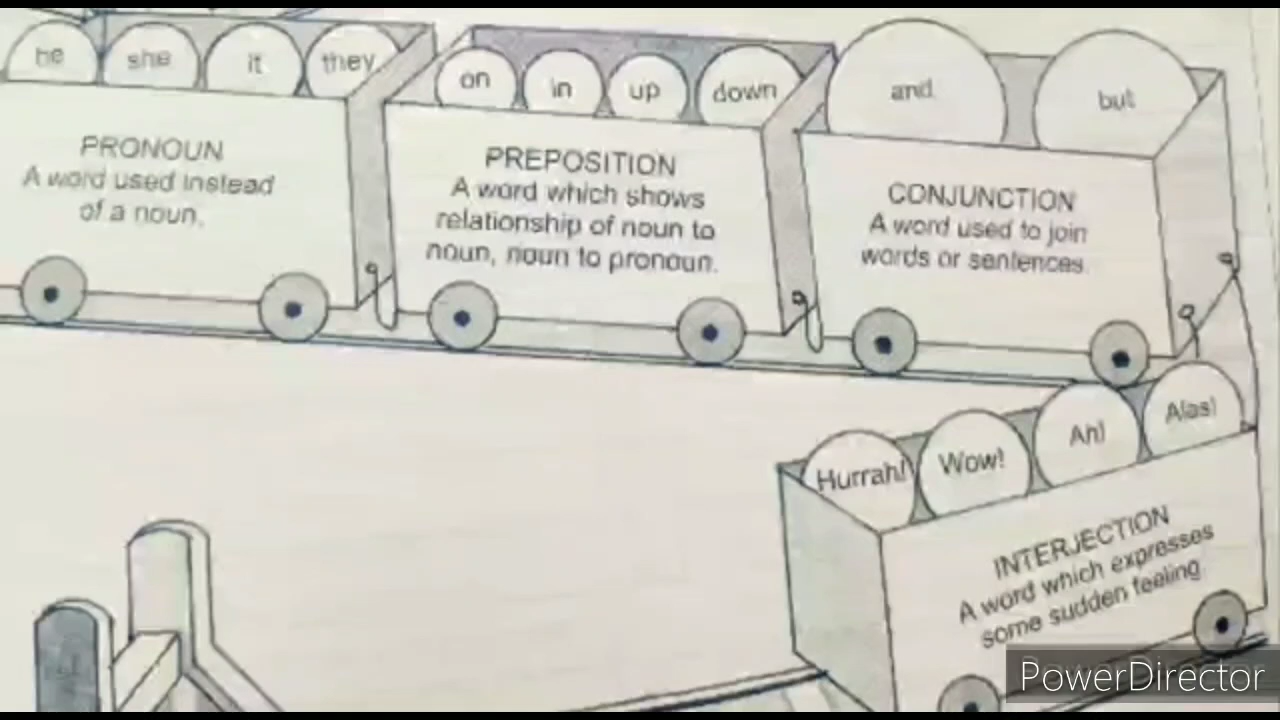 he she it they
PRONOUN
A word used instead
of a noun.
on in up down
PREPOSITION
A word which shows
relationship of noun to
noun, noun to pronoun.
and but
CONJUNCTION
A word used to join
words or sentences.
Hurrah! Wow! Ah! Alas!
INTERJECTION
A word which expresses
some sudden feeling.
PowerDirector